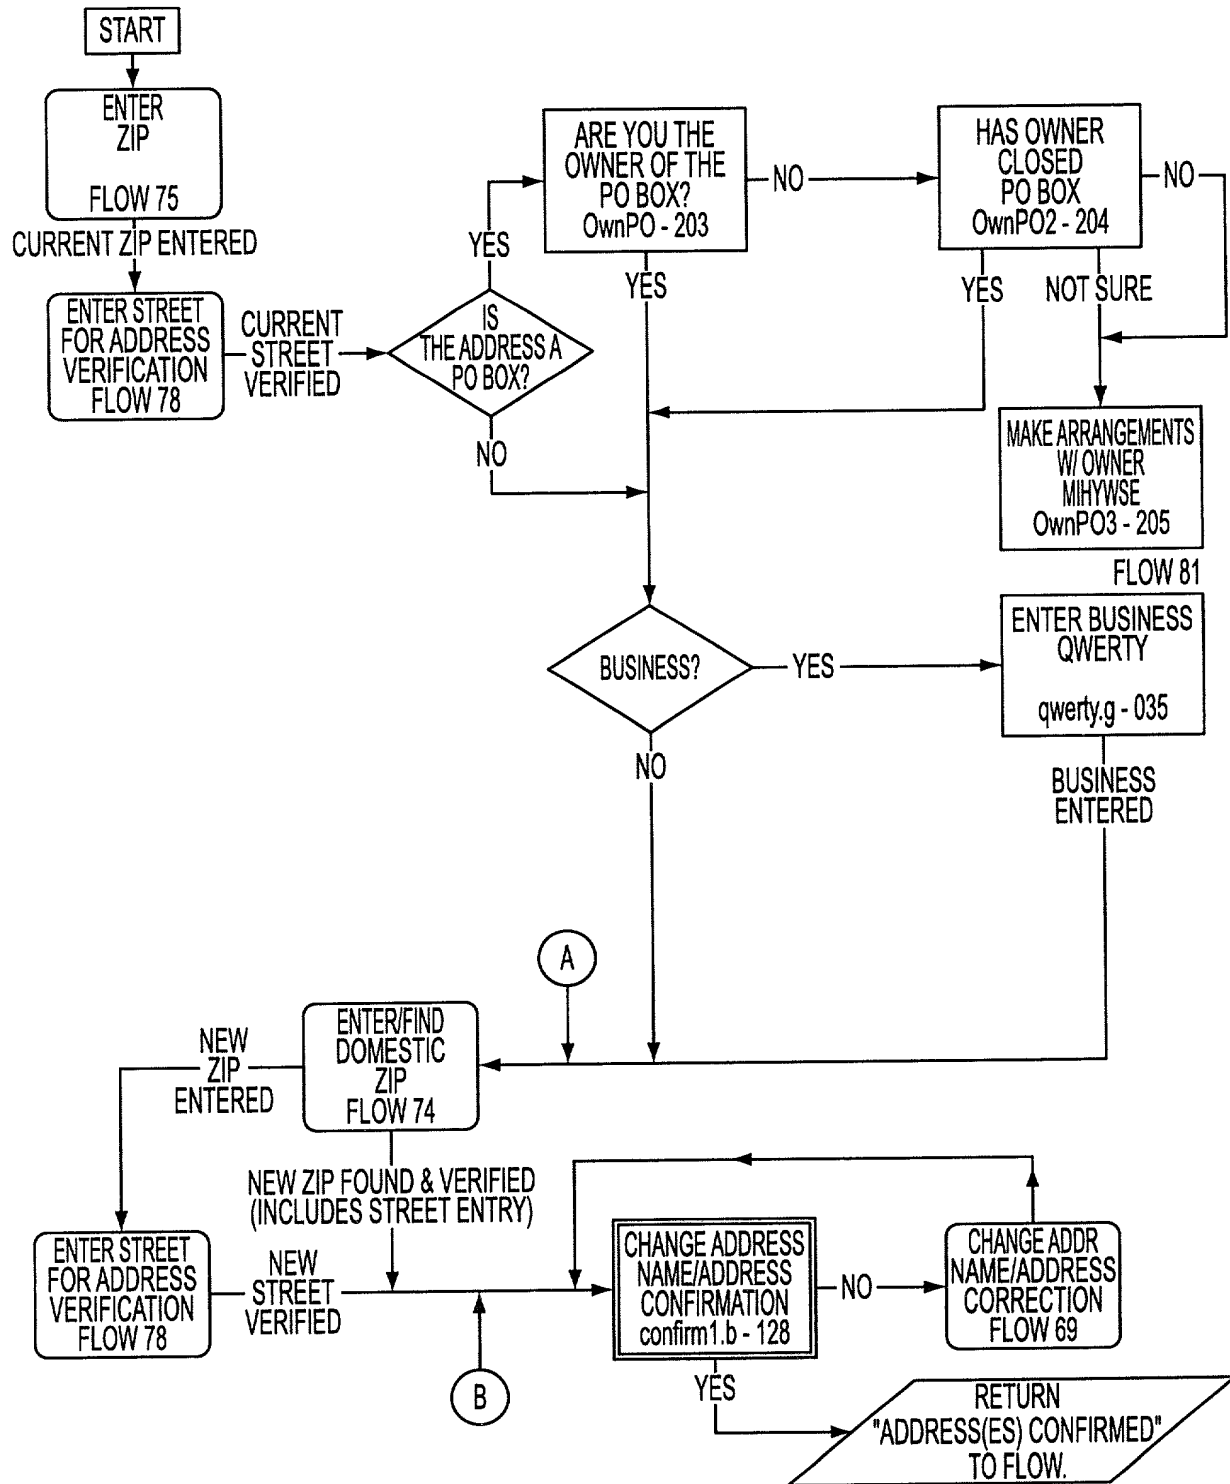 START
ENTER
ZIP
FLOW 75
CURRENT ZIP ENTERED
ENTER STREET
FOR ADDRESS
VERIFICATION
FLOW 78
CURRENT
STREET
VERIFIED
IS
THE ADDRESS A
PO BOX?
YES
NO
ARE YOU THE
OWNER OF THE
PO BOX?
OwnPO - 203
NO
YES
HAS OWNER
CLOSED
PO BOX
OwnPO2 - 204
NO
YES
NOT SURE
MAKE ARRANGEMENTS
W/ OWNER
MIHYWSE
OwnPO3 - 205
FLOW 81
BUSINESS?
YES
NO
ENTER BUSINESS
QWERTY
qwerty.g - 035
BUSINESS
ENTERED
A
ENTER/FIND
DOMESTIC
ZIP
FLOW 74
NEW
ZIP
ENTERED
NEW ZIP FOUND & VERIFIED
(INCLUDES STREET ENTRY)
ENTER STREET
FOR ADDRESS
VERIFICATION
FLOW 78
NEW
STREET
VERIFIED
B
CHANGE ADDRESS
NAME/ADDRESS
CONFIRMATION
confirm1.b - 128
NO
YES
CHANGE ADDR
NAME/ADDRESS
CORRECTION
FLOW 69
RETURN
"ADDRESS(ES) CONFIRMED"
TO FLOW.